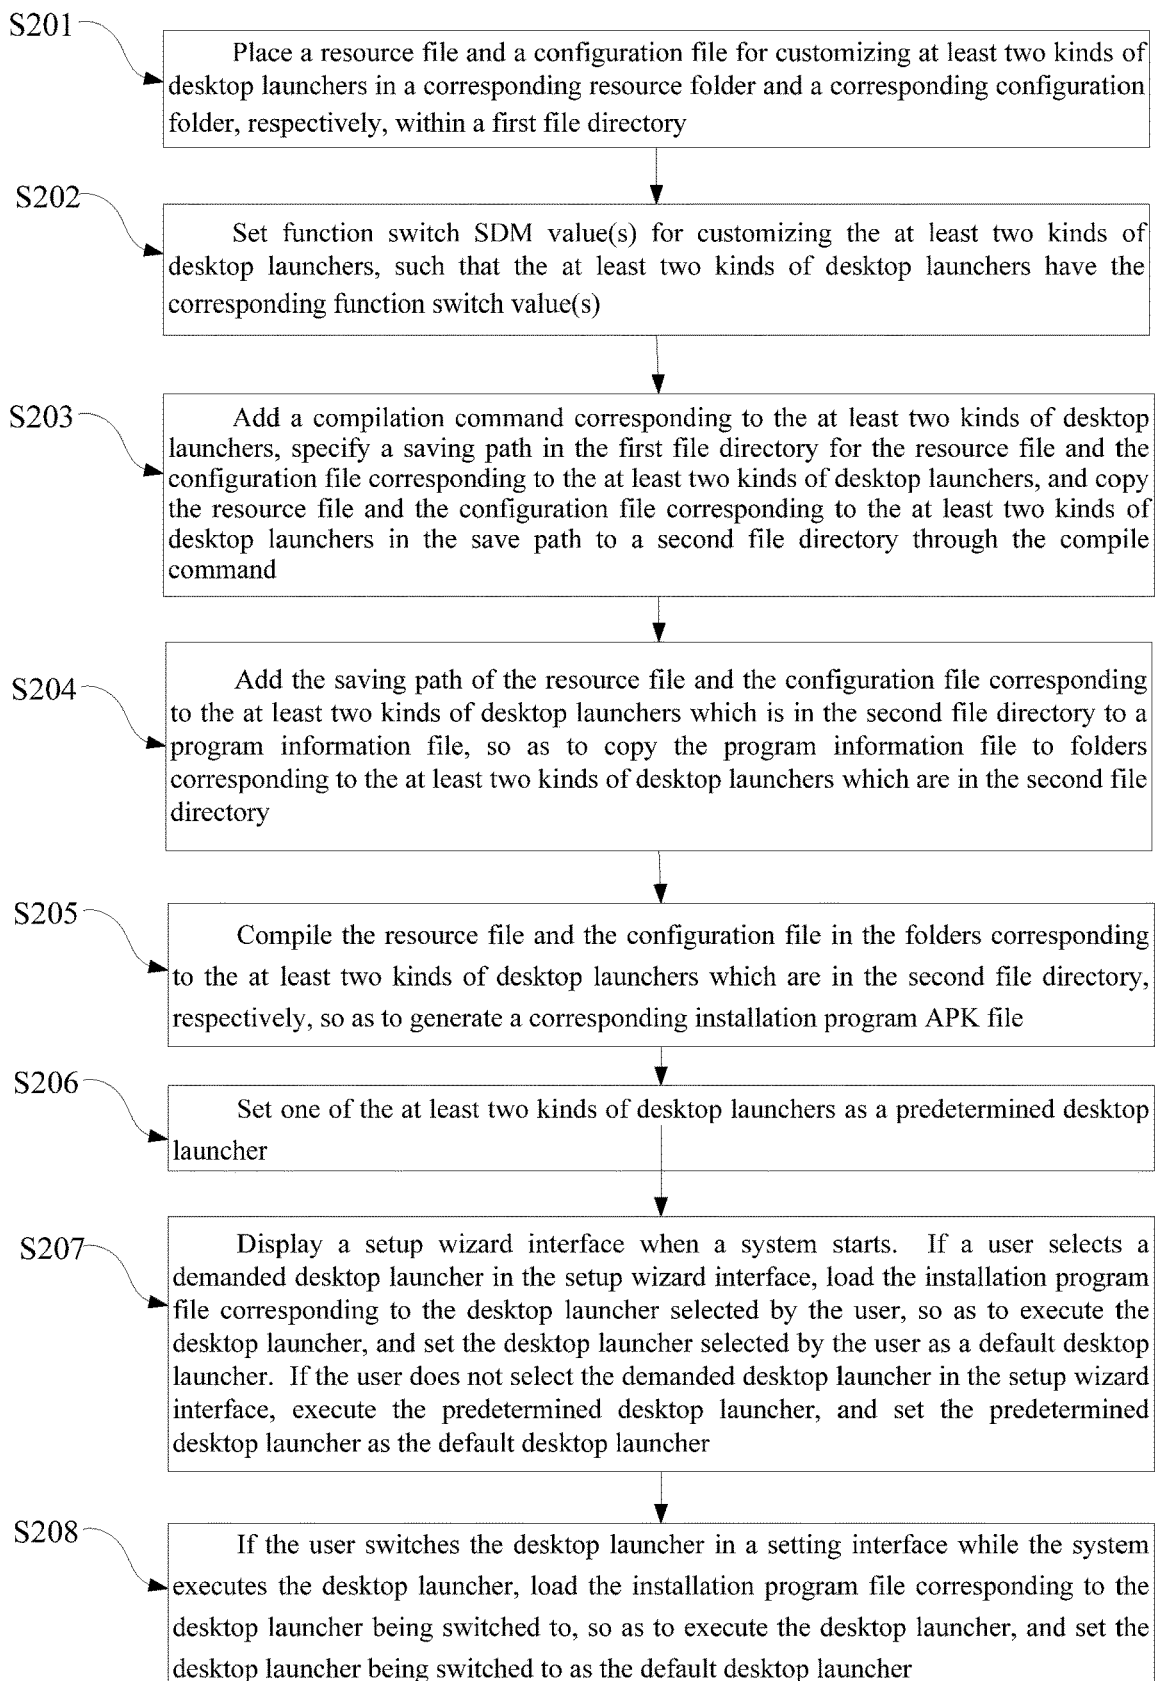 S201
Place a resource file and a configuration file for customizing at least two kinds of
desktop launchers in a corresponding resource folder and a corresponding configuration
folder, respectively, within a first file directory
S202
Set function switch SDM value(s) for customizing the at least two kinds of
desktop launchers, such that the at least two kinds of desktop launchers have the
corresponding function switch value(s)
S203
Add a compilation command corresponding to the at least two kinds of desktop
launchers, specify a saving path in the first file directory for the resource file and the
configuration file corresponding to the at least two kinds of desktop launchers, and copy
the resource file and the configuration file corresponding to the at least two kinds of
desktop launchers in the save path to a second file directory through the compile
command
S204
Add the saving path of the resource file and the configuration file corresponding
to the at least two kinds of desktop launchers which is in the second file directory to a
program information file, so as to copy the program information file to folders
corresponding to the at least two kinds of desktop launchers which are in the second file
directory
S205
Compile the resource file and the configuration file in the folders corresponding
to the at least two kinds of desktop launchers which are in the second file directory,
respectively, so as to generate a corresponding installation program APK file
S206
Set one of the at least two kinds of desktop launchers as a predetermined desktop
launcher
S207
Display a setup wizard interface when a system starts. If a user selects a
demanded desktop launcher in the setup wizard interface, load the installation program
file corresponding to the desktop launcher selected by the user, so as to execute the
desktop launcher, and set the desktop launcher selected by the user as a default desktop
launcher. If the user does not select the demanded desktop launcher in the setup wizard
interface, execute the predetermined desktop launcher, and set the predetermined
desktop launcher as the default desktop launcher
S208
If the user switches the desktop launcher in a setting interface while the system
executes the desktop launcher, load the installation program file corresponding to the
desktop launcher being switched to, so as to execute the desktop launcher, and set the
desktop launcher being switched to as the default desktop launcher